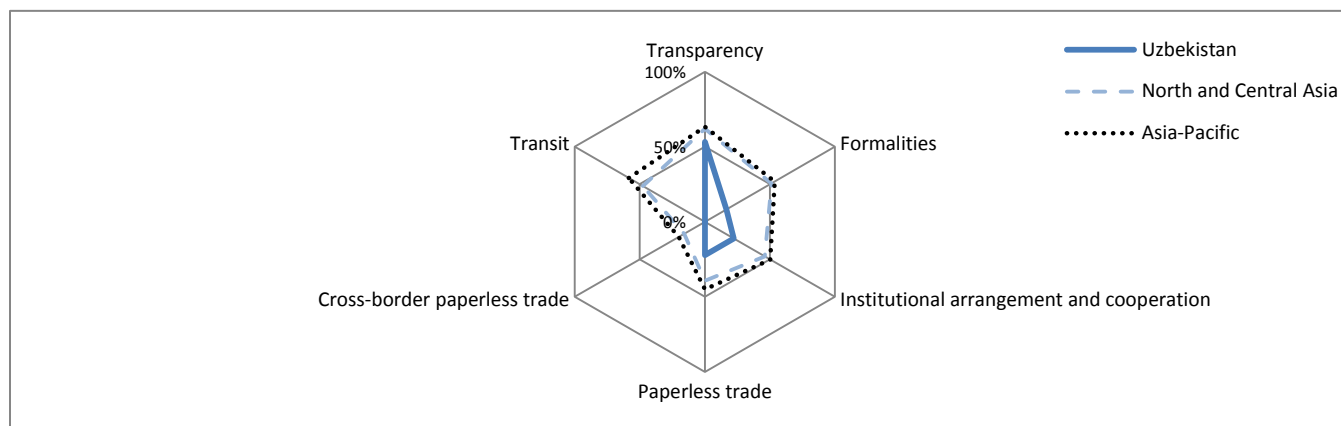 Transparency
100%
50%
0%
Formalities
Institutional arrangement and cooperation
Paperless trade
Cross-border paperless trade
Transit
Uzbekistan
North and Central Asia
Asia-Pacific